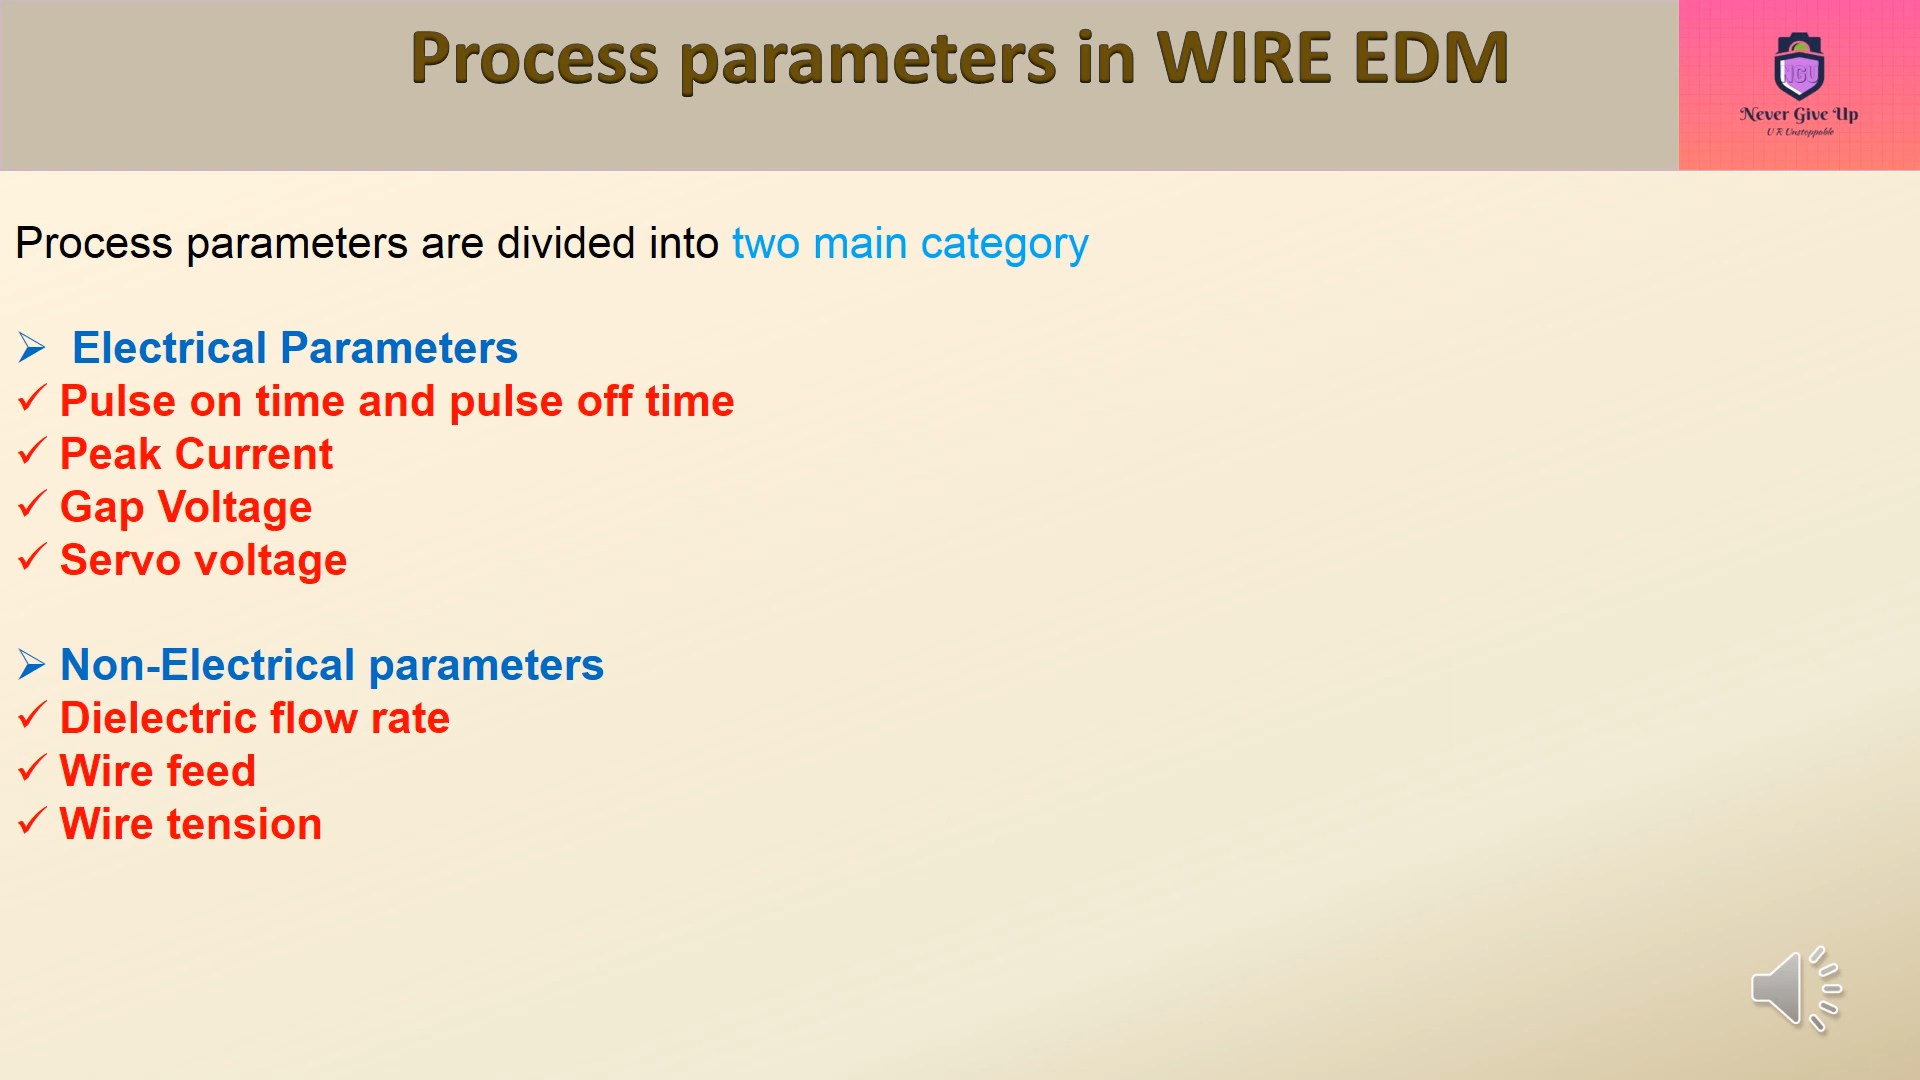 Process parameters in WIRE EDM
NGU
Never Give Up
U R Unstoppable
Process parameters are divided into two main category
Electrical Parameters
Pulse on time and pulse off time
Peak Current
Gap Voltage
Servo voltage
Non-Electrical parameters
Dielectric flow rate
Wire feed
Wire tension